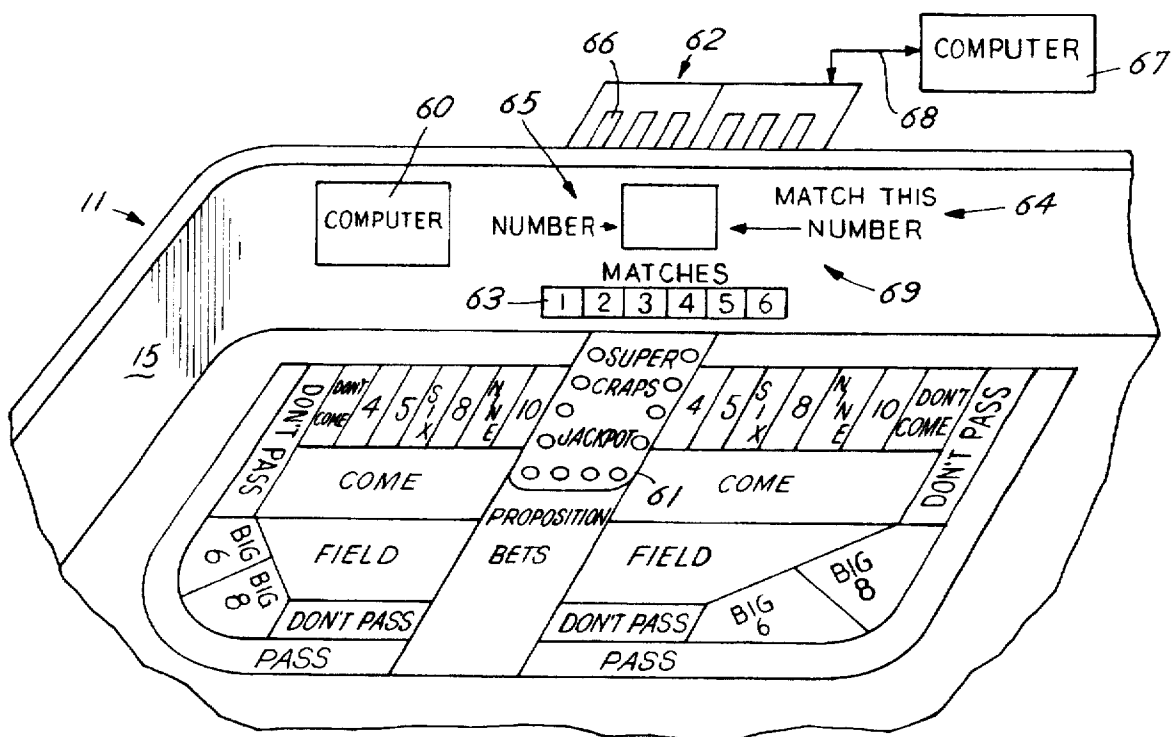 66
62
COMPUTER
67
60
65
68
11
COMPUTER
NUMBER
MATCH THIS
NUMBER
64
MATCHES
63
1 2 3 4 5 6
69
15
SUPER
CRAPS
JACKPOT
61
DON'T PASS
DON'T COME
4
5
SIX
8
NINE
10
4
5
SIX
8
NINE
10
DON'T COME
DON'T PASS
COME
COME
PROPOSITION
BETS
FIELD
FIELD
BIG 6
BIG 8
DON'T PASS
DON'T PASS
BIG 6
BIG 8
PASS
PASS